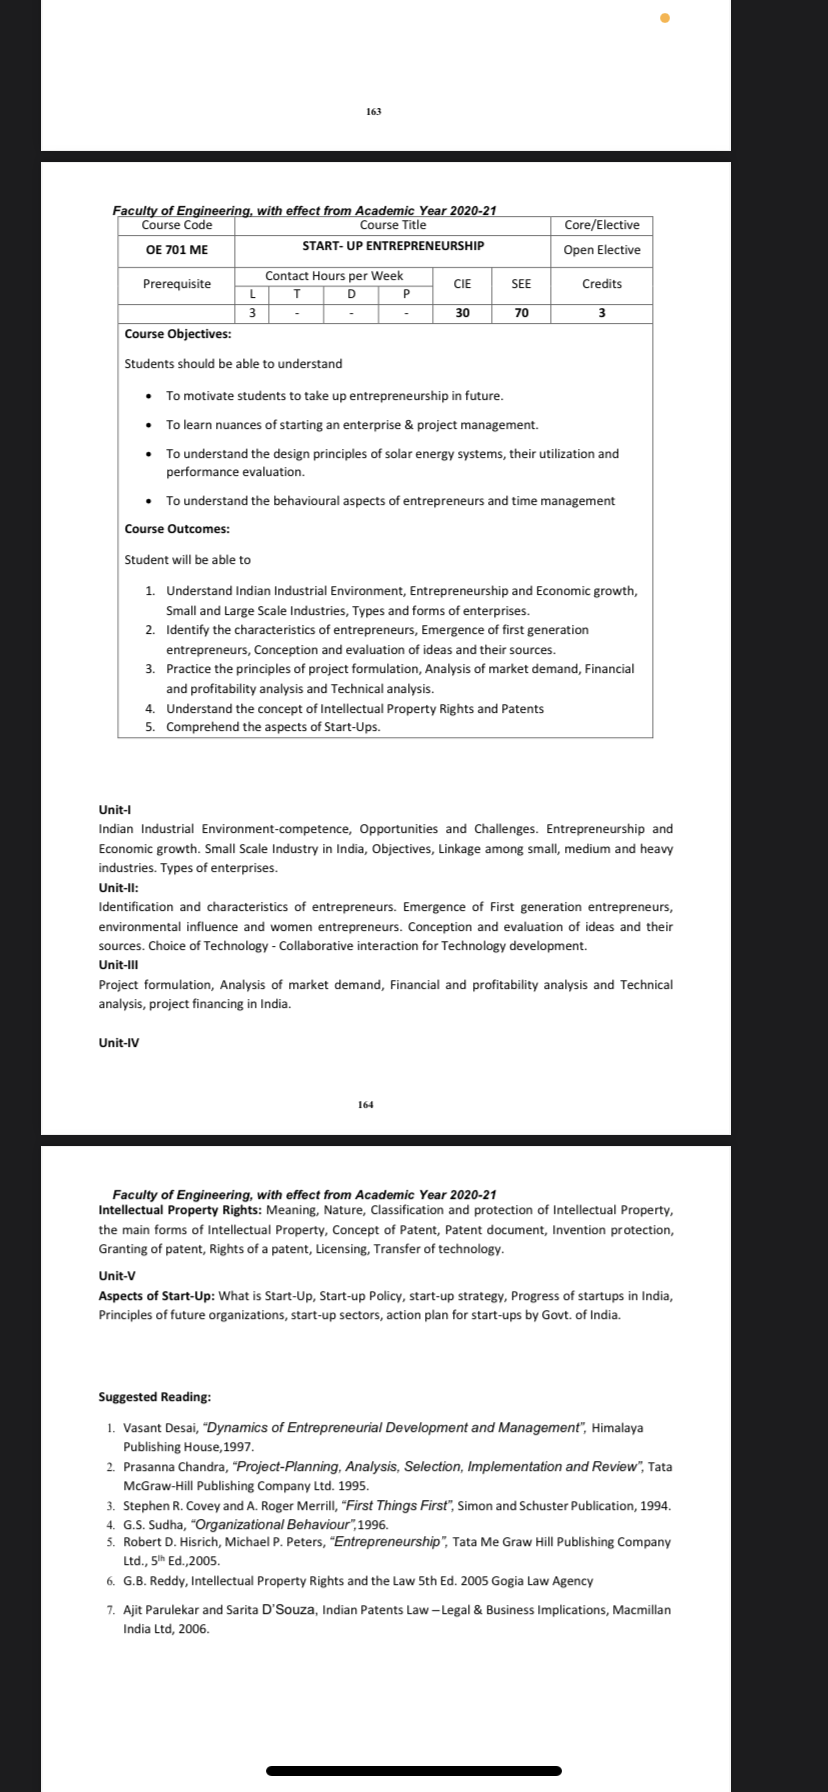 163
Faculty of Engineering, with effect from Academic Year 2020-21
Course Code Course Title Core/Elective
OE 701 ME START- UP ENTREPRENEURSHIP Open Elective
Prerequisite Contact Hours per Week CIE SEE Credits
L T D P
3 - - - 30 70 3
Course Objectives:
Students should be able to understand
• To motivate students to take up entrepreneurship in future.
• To learn nuances of starting an enterprise & project management.
• To understand the design principles of solar energy systems, their utilization and
performance evaluation.
• To understand the behavioural aspects of entrepreneurs and time management
Course Outcomes:
Student will be able to
1. Understand Indian Industrial Environment, Entrepreneurship and Economic growth,
Small and Large Scale Industries, Types and forms of enterprises.
2. Identify the characteristics of entrepreneurs, Emergence of first generation
entrepreneurs, Conception and evaluation of ideas and their sources.
3. Practice the principles of project formulation, Analysis of market demand, Financial
and profitability analysis and Technical analysis.
4. Understand the concept of Intellectual Property Rights and Patents
5. Comprehend the aspects of Start-Ups.
Unit-I
Indian Industrial Environment-competence, Opportunities and Challenges. Entrepreneurship and
Economic growth. Small Scale Industry in India, Objectives, Linkage among small, medium and heavy
industries. Types of enterprises.
Unit-II:
Identification and characteristics of entrepreneurs. Emergence of First generation entrepreneurs,
environmental influence and women entrepreneurs. Conception and evaluation of ideas and their
sources. Choice of Technology - Collaborative interaction for Technology development.
Unit-III
Project formulation, Analysis of market demand, Financial and profitability analysis and Technical
analysis, project financing in India.
Unit-IV
164
Faculty of Engineering, with effect from Academic Year 2020-21
Intellectual Property Rights: Meaning, Nature, Classification and protection of Intellectual Property,
the main forms of Intellectual Property, Concept of Patent, Patent document, Invention protection,
Granting of patent, Rights of a patent, Licensing, Transfer of technology.
Unit-V
Aspects of Start-Up: What is Start-Up, Start-up Policy, start-up strategy, Progress of startups in India,
Principles of future organizations, start-up sectors, action plan for start-ups by Govt. of India.
Suggested Reading:
1. Vasant Desai, “Dynamics of Entrepreneurial Development and Management”, Himalaya
Publishing House,1997.
2. Prasanna Chandra, “Project-Planning, Analysis, Selection, Implementation and Review”, Tata
McGraw-Hill Publishing Company Ltd. 1995.
3. Stephen R. Covey and A. Roger Merrill, “First Things First”, Simon and Schuster Publication, 1994.
4. G.S. Sudha, “Organizational Behaviour”,1996.
5. Robert D. Hisrich, Michael P. Peters, “Entrepreneurship”, Tata Me Graw Hill Publishing Company
Ltd., 5th Ed.,2005.
6. G.B. Reddy, Intellectual Property Rights and the Law 5th Ed. 2005 Gogia Law Agency
7. Ajit Parulekar and Sarita D’Souza, Indian Patents Law – Legal & Business Implications, Macmillan
India Ltd, 2006.